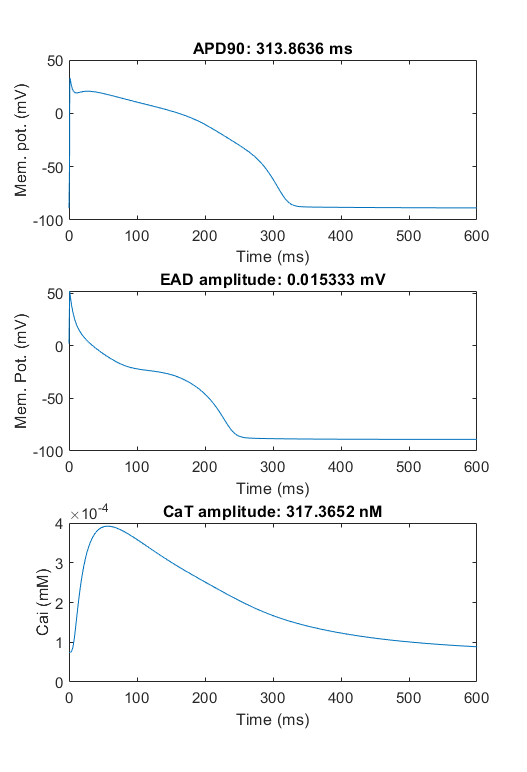 APD90: 313.8636 ms
50
0
-50
-100
Mem. pot. (mV)
0 100 200 300 400 500 600
Time (ms)
EAD amplitude: 0.015333 mV
50
0
-50
-100
Mem. Pot. (mV)
0 100 200 300 400 500 600
Time (ms)
CaT amplitude: 317.3652 nM
×10-4
4
3
2
1
0
Cai (mM)
0 100 200 300 400 500 600
Time (ms)